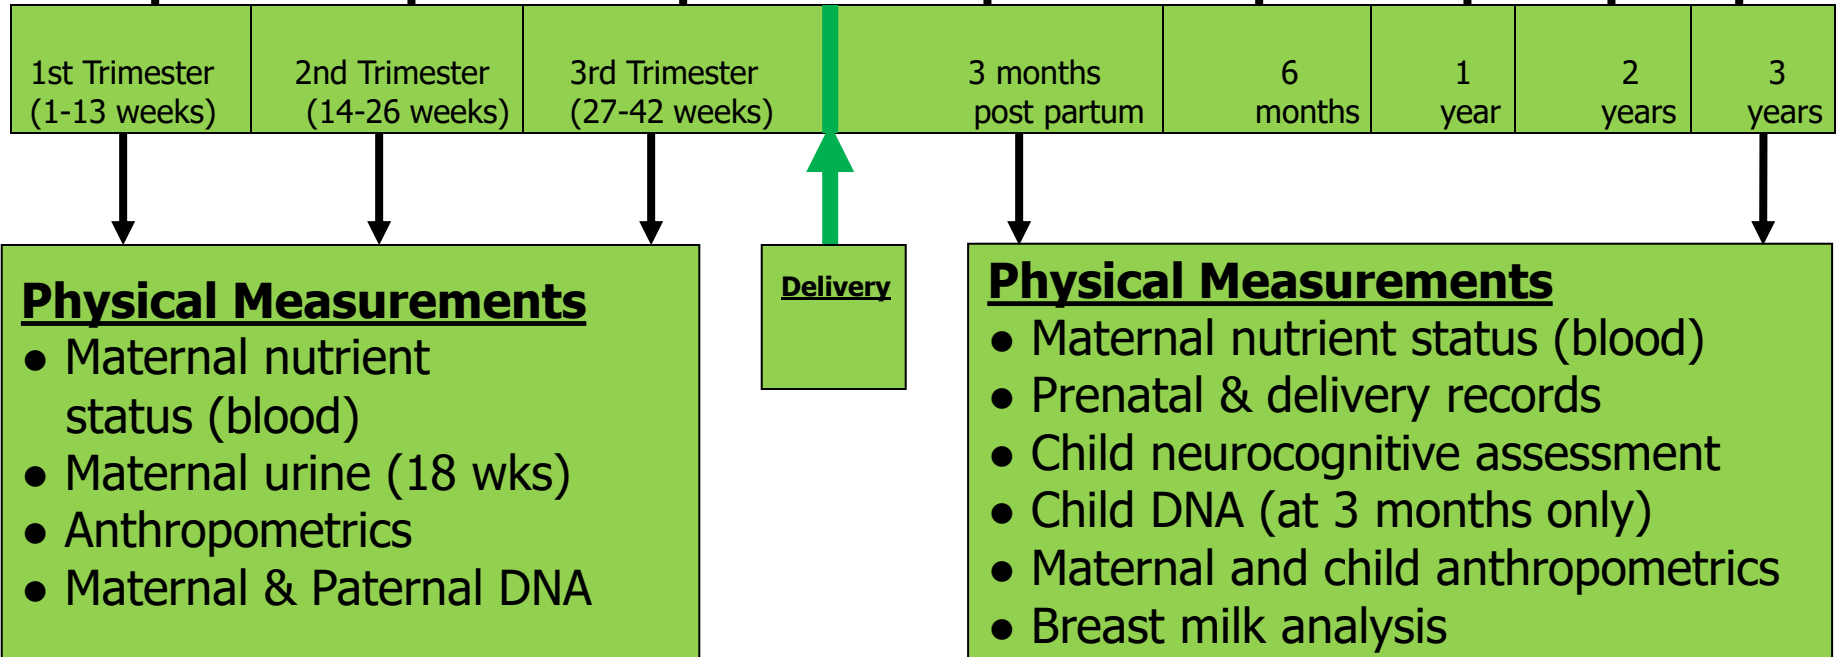 1st Trimester
(1-13 weeks)
2nd Trimester
(14-26 weeks)
3rd Trimester
(27-42 weeks)
3 months
post partum
6
months
1
year
2
years
3
years
Physical Measurements
● Maternal nutrient
status (blood)
● Maternal urine (18 wks)
● Anthropometrics
● Maternal & Paternal DNA
Delivery
Physical Measurements
● Maternal nutrient status (blood)
● Prenatal & delivery records
● Child neurocognitive assessment
● Child DNA (at 3 months only)
● Maternal and child anthropometrics
● Breast milk analysis